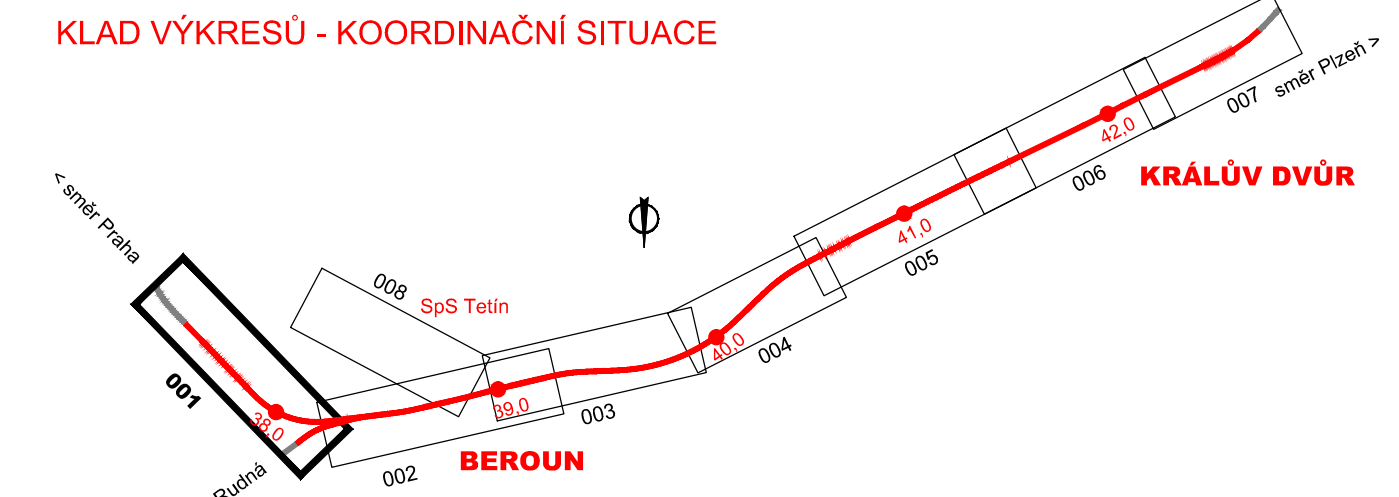 KLAD VÝKRESŮ - KOORDINAČNÍ SITUACE
směr Plzeň >
007
42,0
006
KRÁLŮV DVŮR
< směr Praha
41,0
005
008
SpS Tetín
40,0
004
001
39,0
38,0
003
BEROUN
002
Rudná